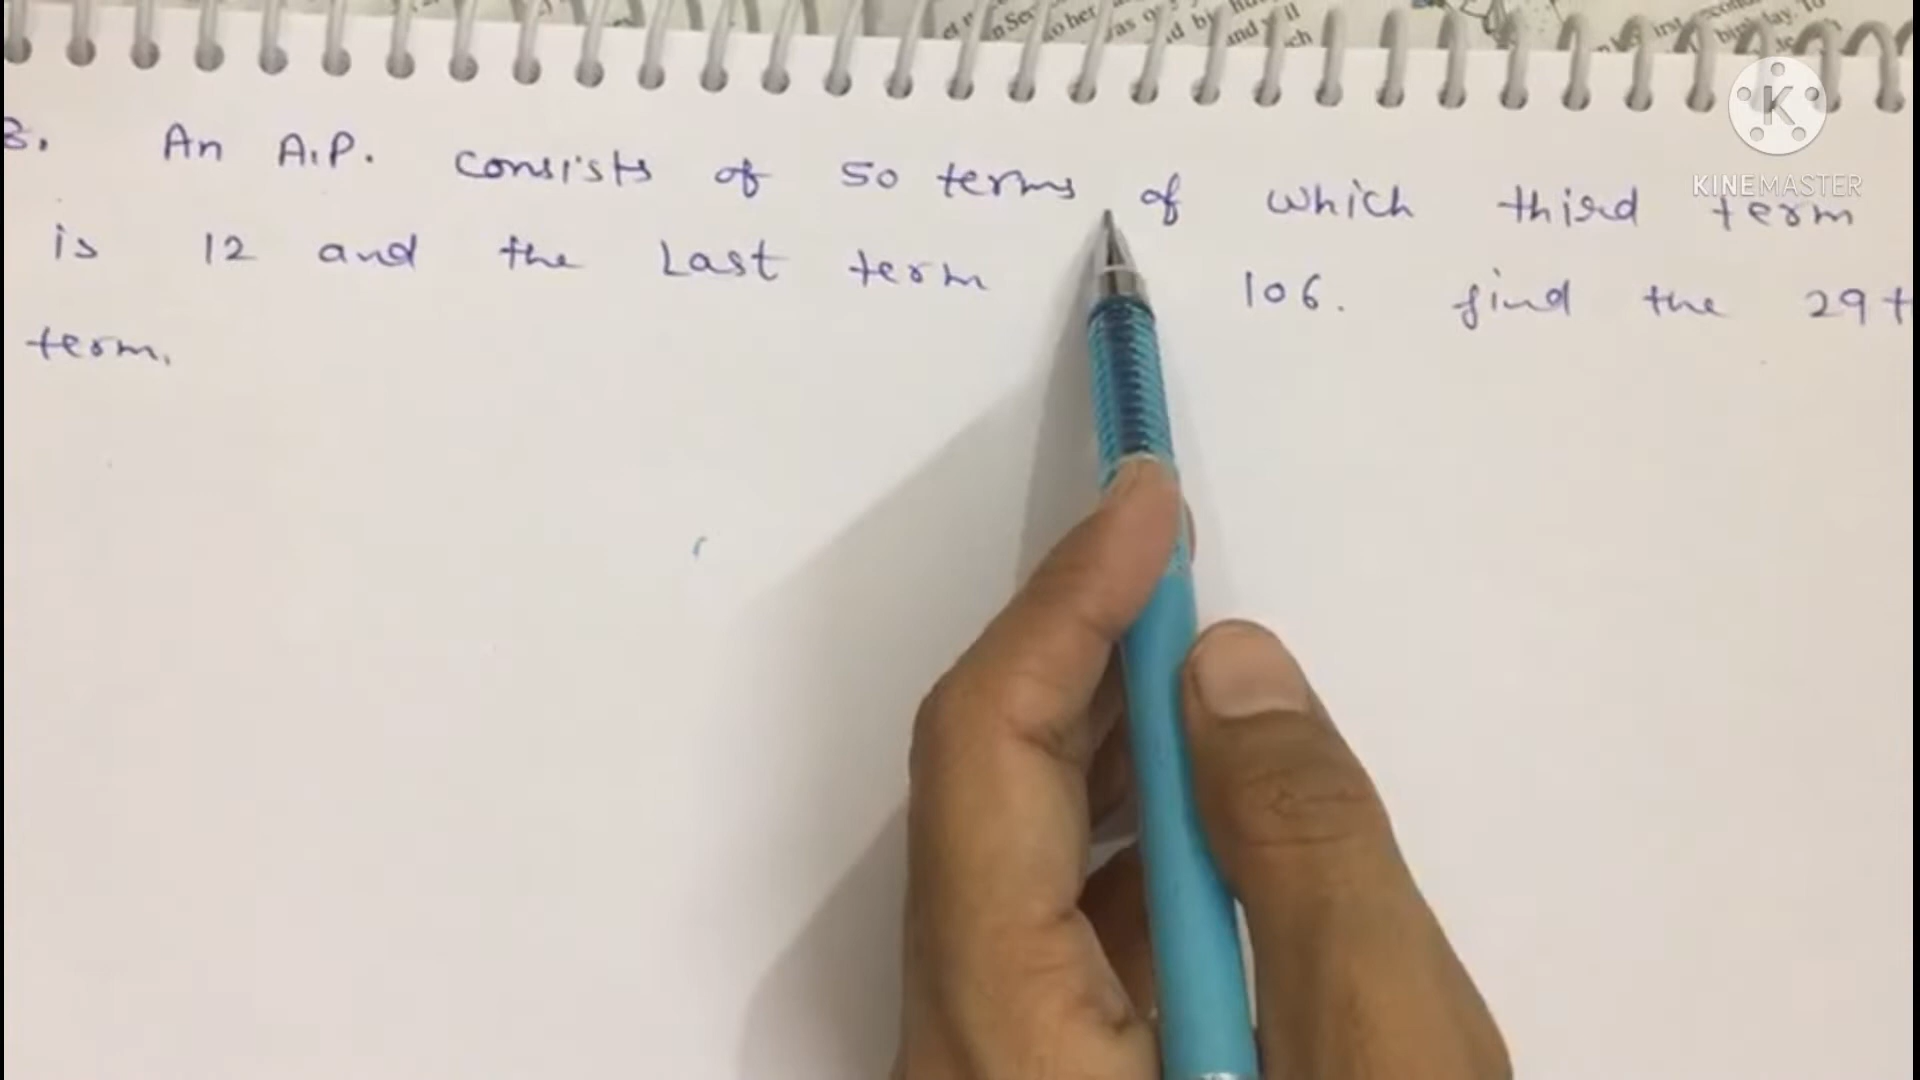 3. An A.P. consists of 50 terms of which third term
is 12 and the Last term 106. find the 29t
term.
KINEMASTER